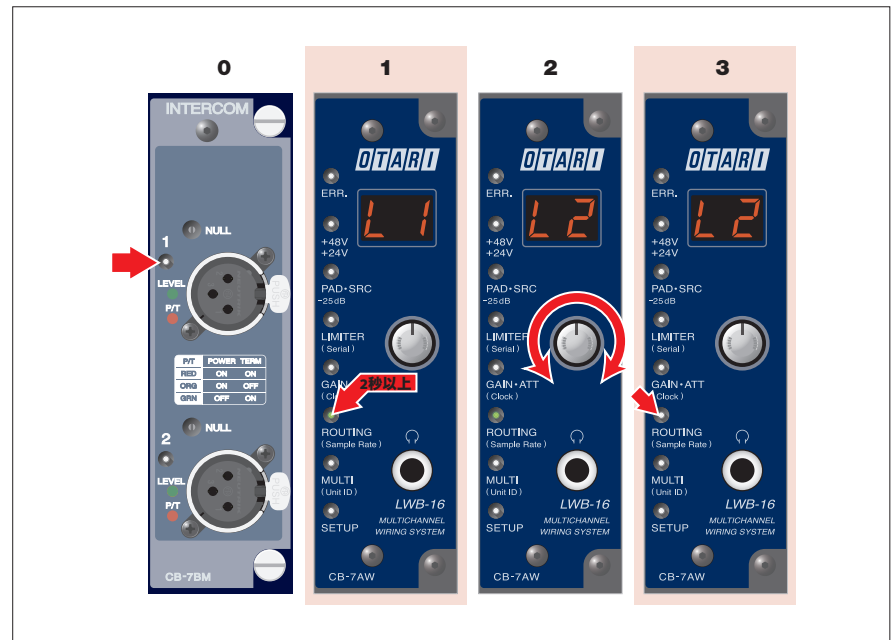 0
1
2
3
INTERCOM
NULL
1
LEVEL
P/T
P/T POWER TERM
RED ON ON
ORG ON OFF
GRN OFF ON
NULL
2
LEVEL
P/T
CB-7BM
OTARI
ERR.
L1
+48V
+24V
PAD•SRC
-25dB
LIMITER
(Serial)
GAIN•
(Clock)
2秒以上
ROUTING
(Sample Rate)
MULTI
(Unit ID)
SETUP
LWB-16
MULTICHANNEL
WIRING SYSTEM
CB-7AW
OTARI
ERR.
L2
+48V
+24V
PAD•SRC
-25dB
LIMITER
(Serial)
GAIN•ATT
(Clock)
ROUTING
(Sample Rate)
MULTI
(Unit ID)
SETUP
LWB-16
MULTICHANNEL
WIRING SYSTEM
CB-7AW
OTARI
ERR.
L2
+48V
+24V
PAD•SRC
-25dB
LIMITER
(Serial)
GAIN•ATT
(Clock)
ROUTING
(Sample Rate)
MULTI
(Unit ID)
SETUP
LWB-16
MULTICHANNEL
WIRING SYSTEM
CB-7AW